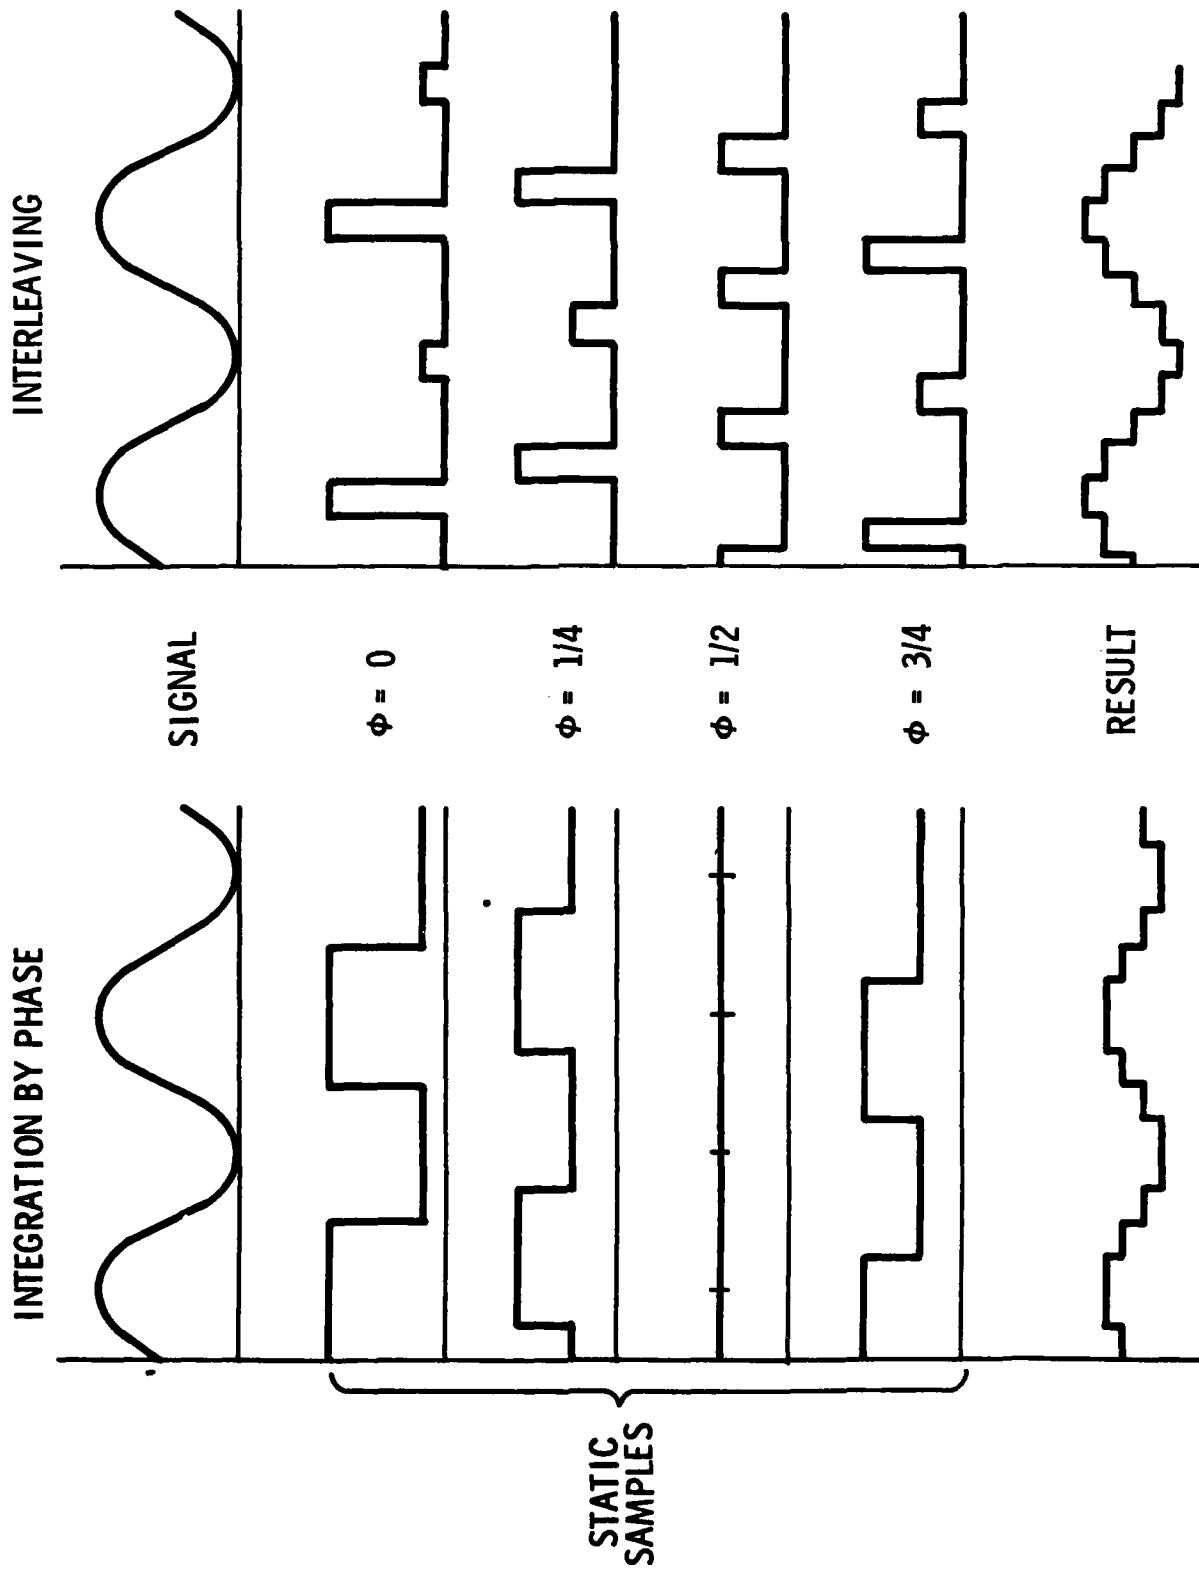 INTEGRATION BY PHASE
INTERLEAVING
SIGNAL
STATIC
SAMPLES
φ = 0
φ = 1/4
φ = 1/2
φ = 3/4
RESULT